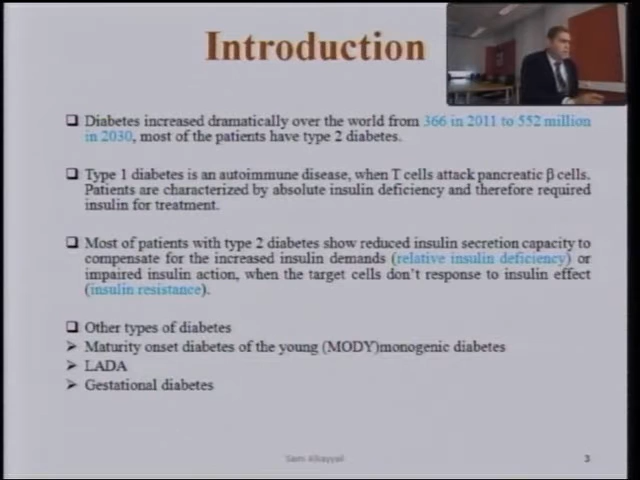 Introduction
❑ Diabetes increased dramatically over the world from 366 in 2011 to 552 million
in 2030, most of the patients have type 2 diabetes.
❑ Type 1 diabetes is an autoimmune disease, when T cells attack pancreatic β cells.
Patients are characterized by absolute insulin deficiency and therefore required
insulin for treatment.
❑ Most of patients with type 2 diabetes show reduced insulin secretion capacity to
compensate for the increased insulin demands (relative insulin deficiency) or
impaired insulin action, when the target cells don't response to insulin effect
(insulin resistance).
❑ Other types of diabetes
➤ Maturity onset diabetes of the young (MODY)monogenic diabetes
➤ LADA
➤ Gestational diabetes
3